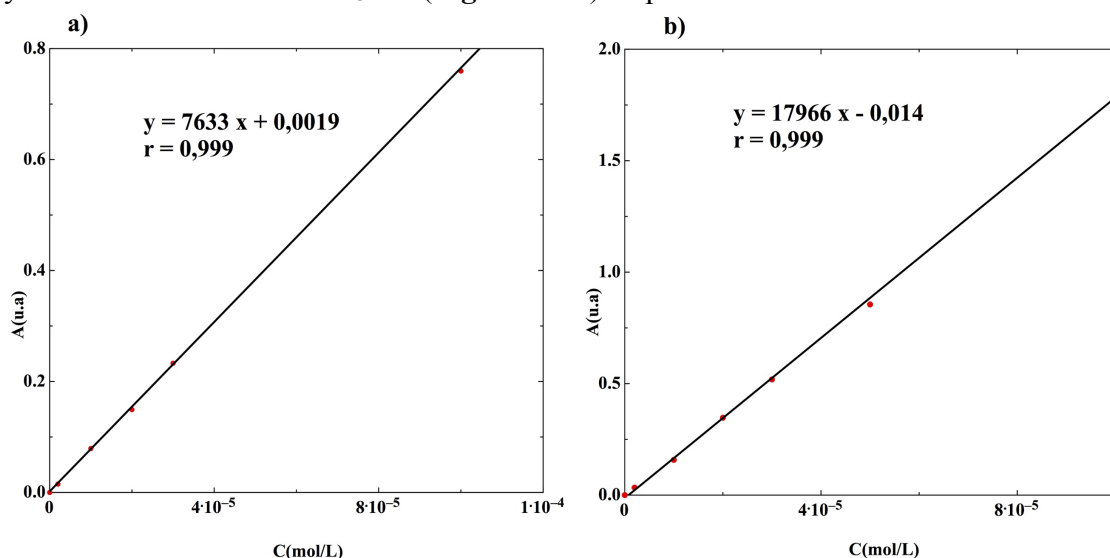 a)
y = 7633 x + 0,0019
r = 0,999
A(u.a)
0.8
0.6
0.4
0.2
0.0
0
4·10⁻⁵
8·10⁻⁵
1·10⁻⁴
C(mol/L)
b)
y = 17966 x - 0,014
r = 0,999
A(u.a)
2.0
1.5
1.0
0.5
0.0
0
4·10⁻⁵
8·10⁻⁵
C(mol/L)